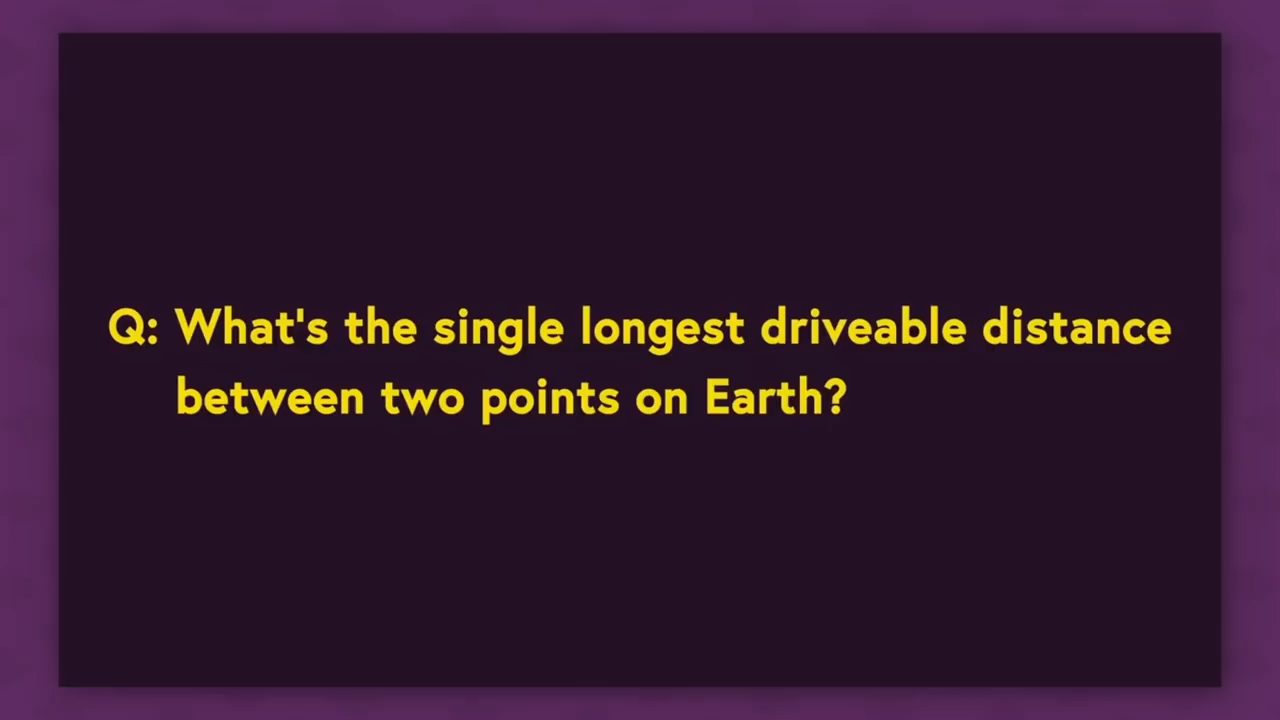 Q: What's the single longest driveable distance
between two points on Earth?